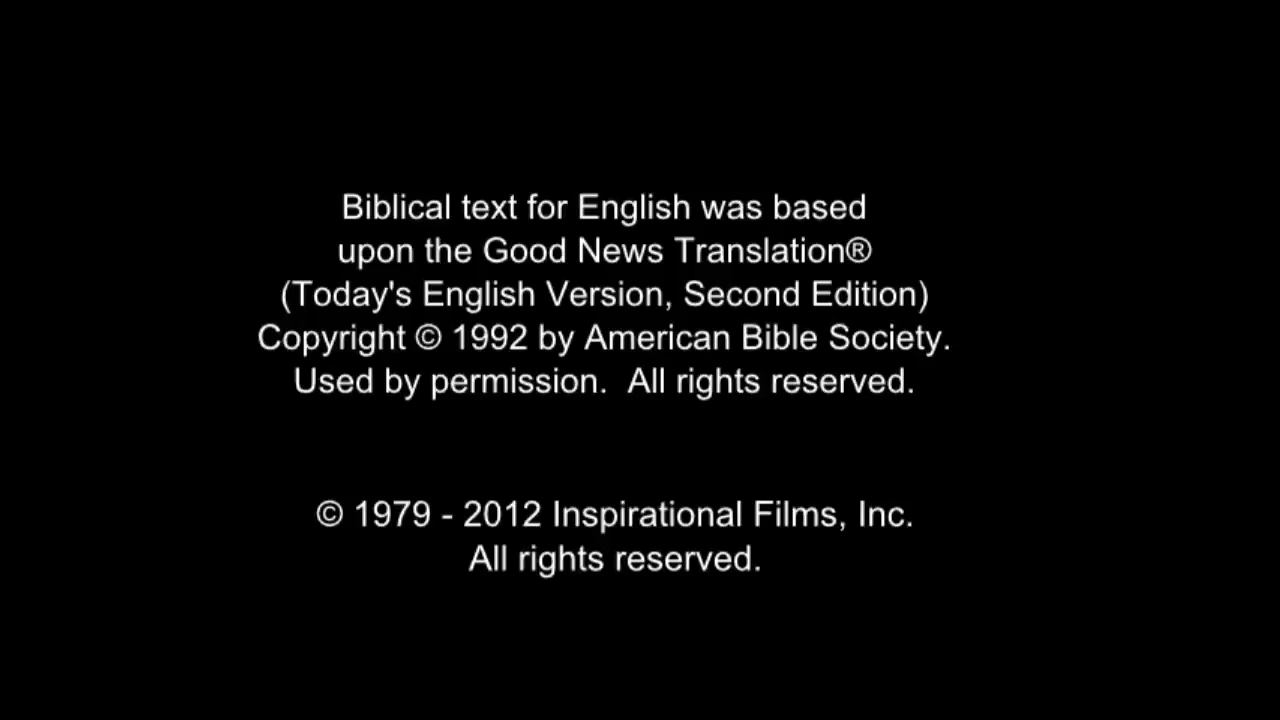 Biblical text for English was based
upon the Good News Translation®
(Today's English Version, Second Edition)
Copyright © 1992 by American Bible Society.
Used by permission.  All rights reserved.
© 1979 - 2012 Inspirational Films, Inc.
All rights reserved.